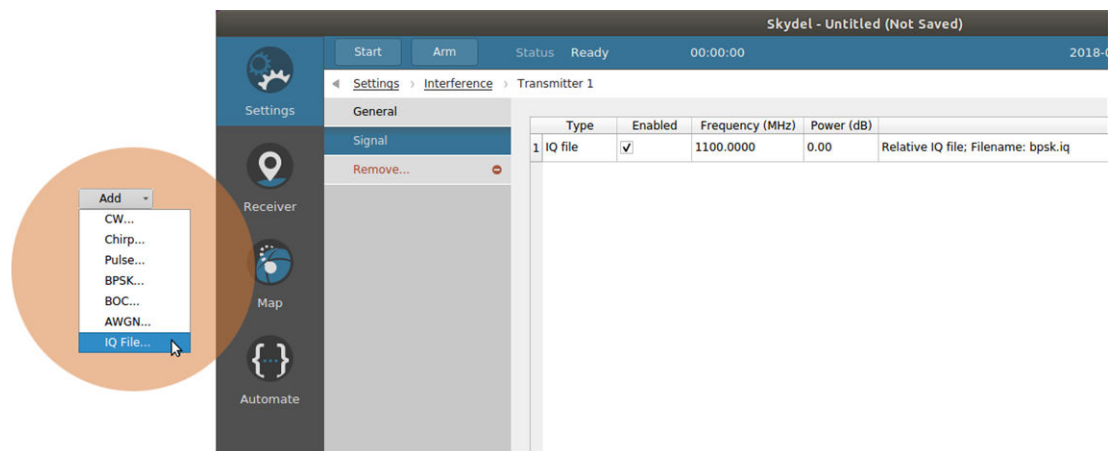 Skydel - Untitled (Not Saved)
Start Arm Status Ready 00:00:00 2018-0
Settings > Interference > Transmitter 1
Settings
General
Signal
Remove...
Type Enabled Frequency (MHz) Power (dB)
1 IQ file 1100.0000 0.00 Relative IQ file; Filename: bpsk.iq
Receiver
Map
{...}
Automate
Add
CW...
Chirp...
Pulse...
BPSK...
BOC...
AWGN...
IQ File...